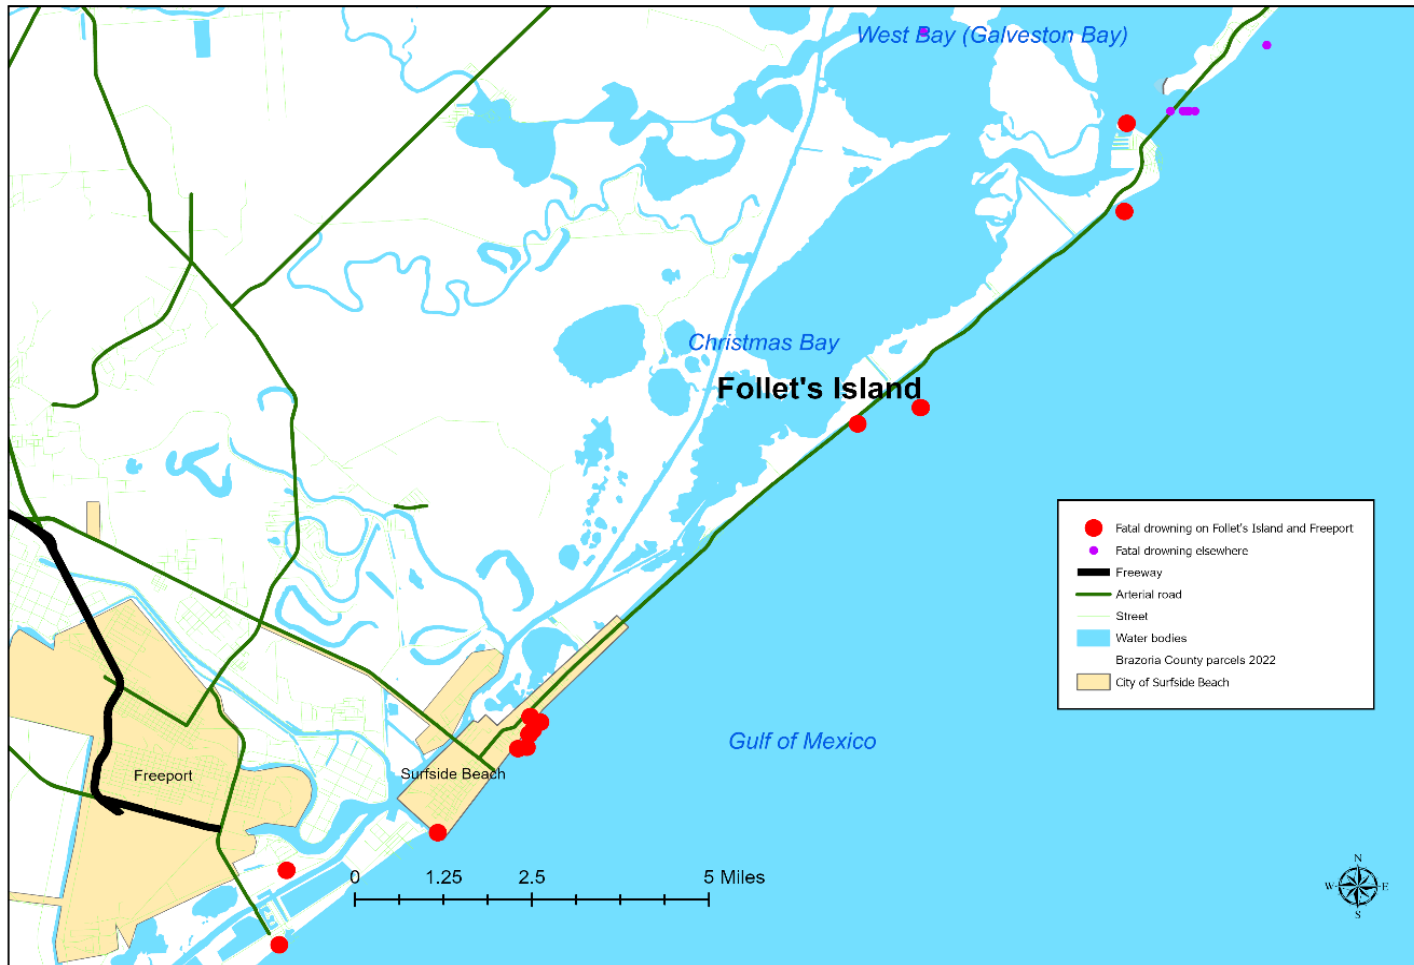 West Bay (Galveston Bay)
Christmas Bay
Follet's Island
Fatal drowning on Follet's Island and Freeport
Fatal drowning elsewhere
Freeway
Arterial road
Street
Water bodies
Brazoria County parcels 2022
City of Surfside Beach
Gulf of Mexico
Freeport
Surfside Beach
0 1.25 2.5 5 Miles
N
W E
S